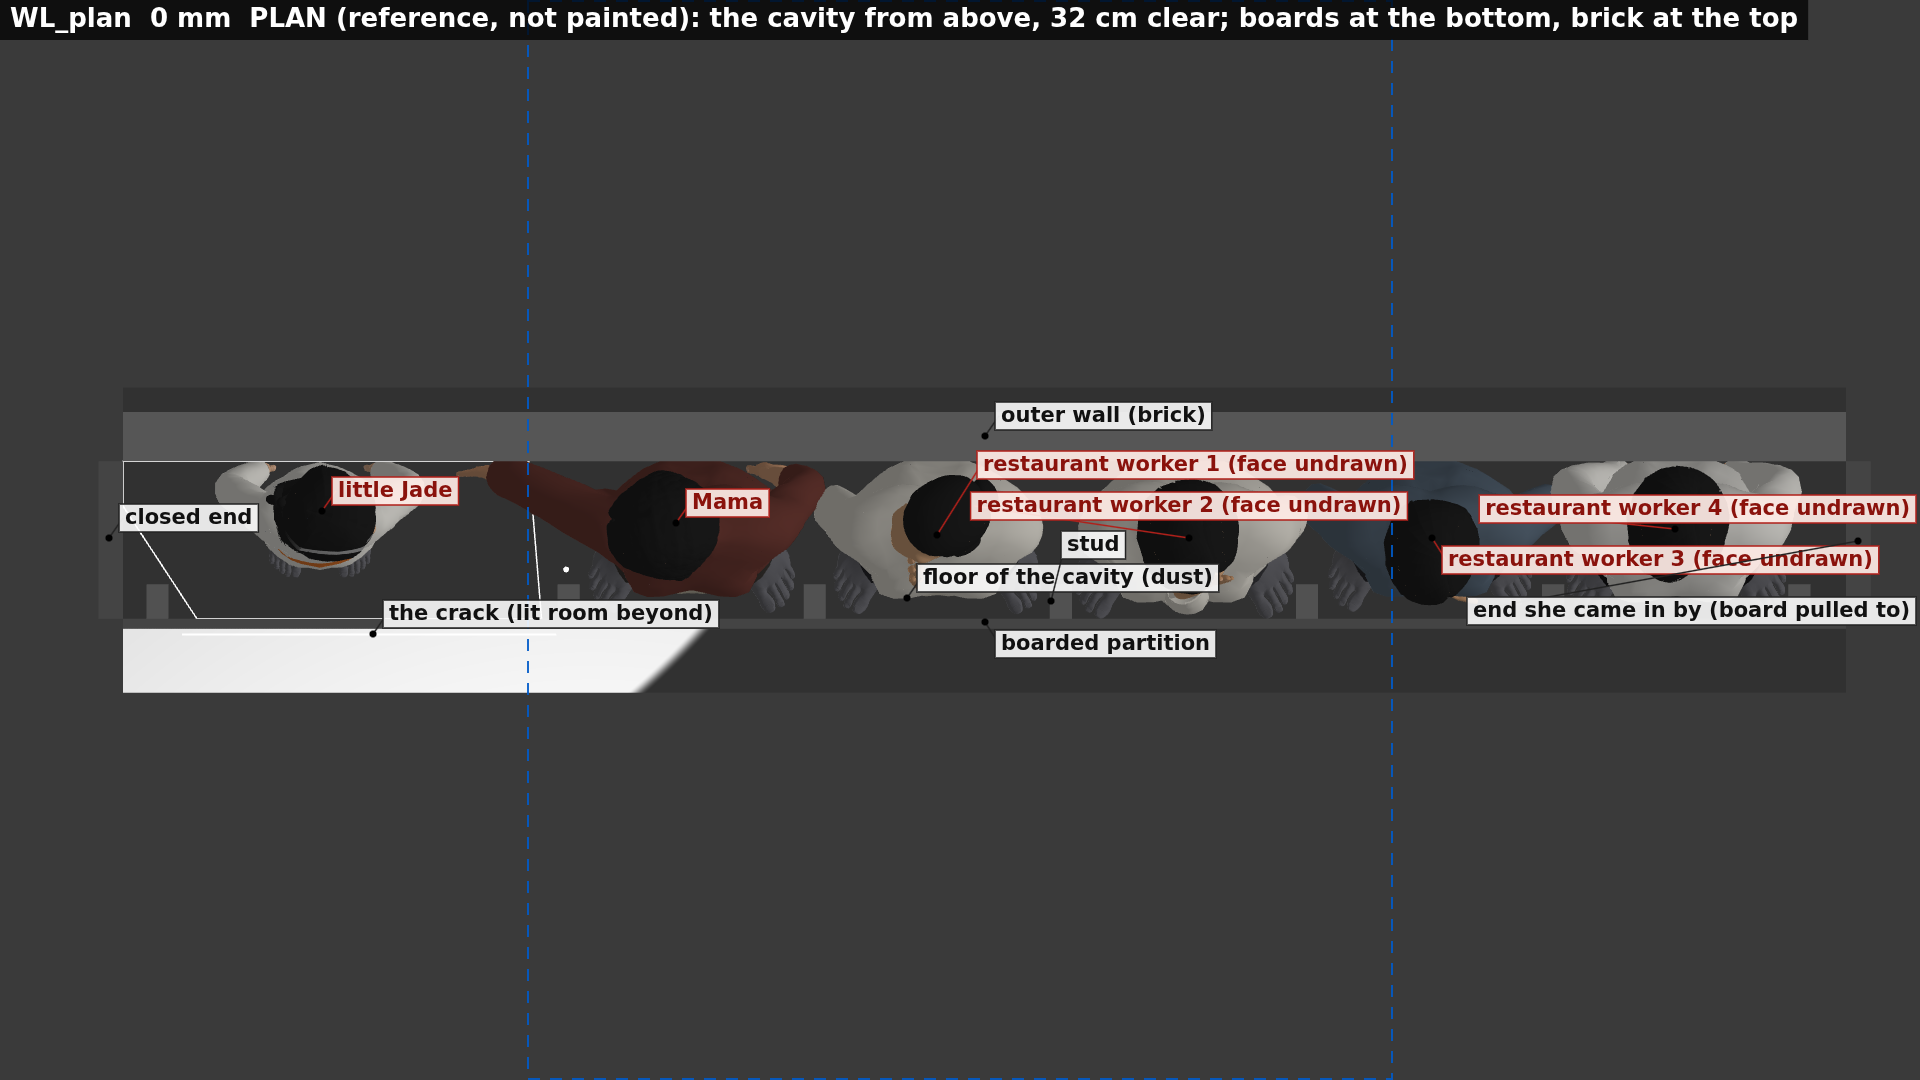 WL_plan  0 mm  PLAN (reference, not painted): the cavity from above, 32 cm clear; boards at the bottom, brick at the top
outer wall (brick)
restaurant worker 1 (face undrawn)
little Jade
Mama
restaurant worker 2 (face undrawn)
restaurant worker 4 (face undrawn)
closed end
stud
restaurant worker 3 (face undrawn)
floor of the cavity (dust)
the crack (lit room beyond)
end she came in by (board pulled to)
boarded partition